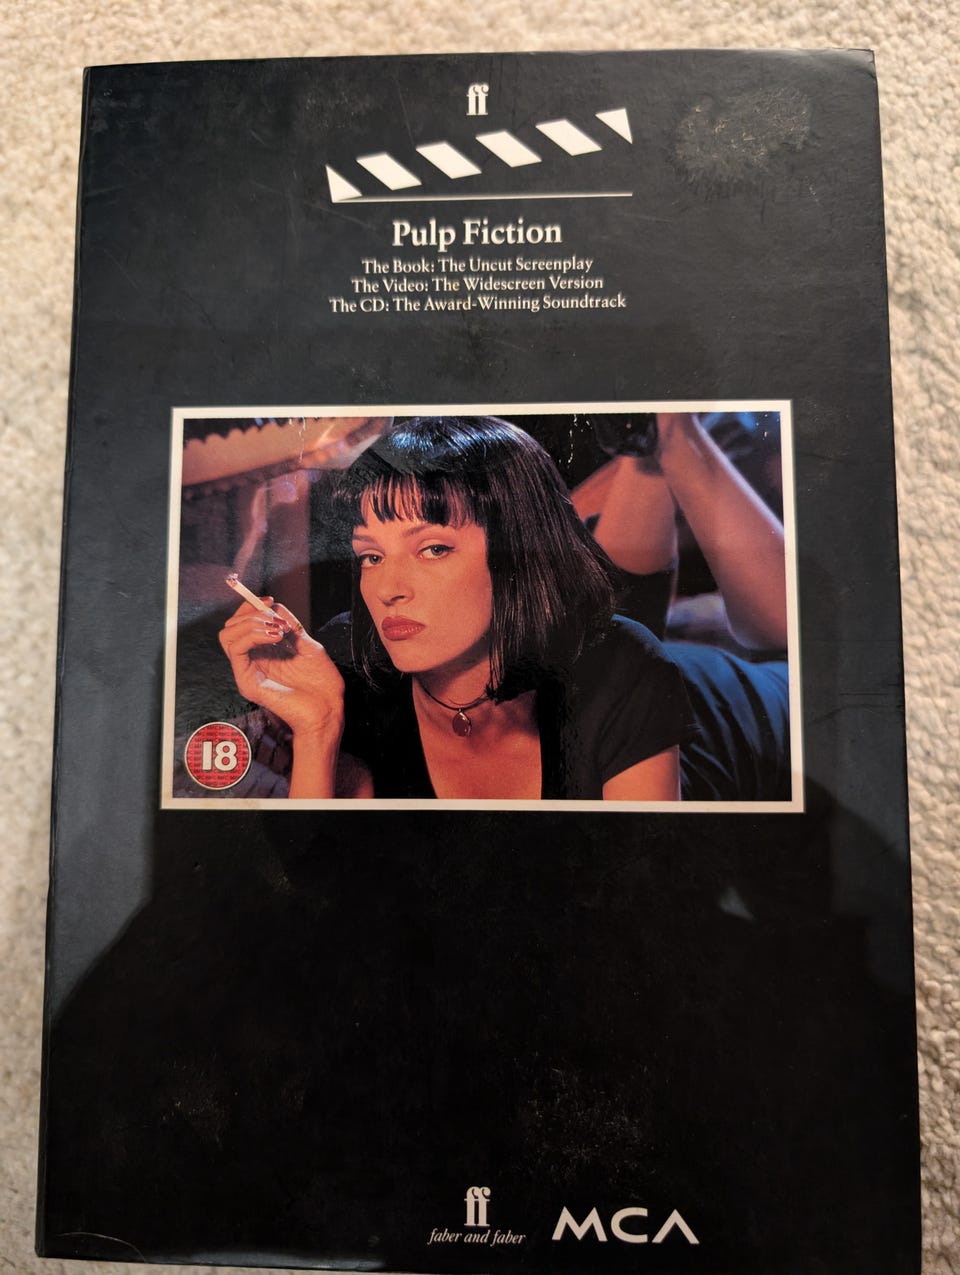 ff
Pulp Fiction
The Book: The Uncut Screenplay
The Video: The Widescreen Version
The CD: The Award-Winning Soundtrack
18
ff
faber and faber
MCA